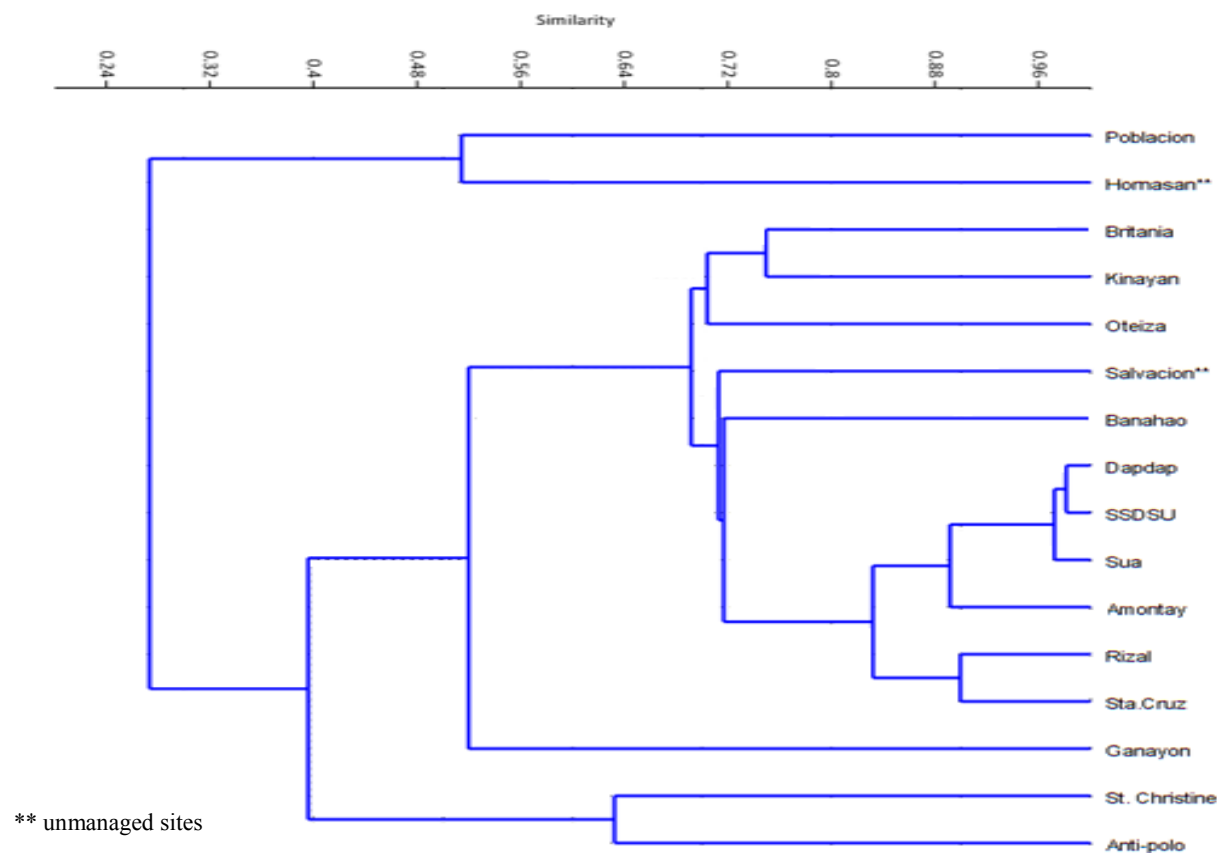 Similarity
0.24 0.32 0.4 0.48 0.56 0.64 0.72 0.8 0.88 0.96
Poblacion
Hornasan**
Britania
Kinayan
Oteiza
Salvacion**
Banahao
Dapdap
SSDSU
Sua
Amontay
Rizal
Sta.Cruz
Ganayon
St. Christine
Anti-polo
** unmanaged sites